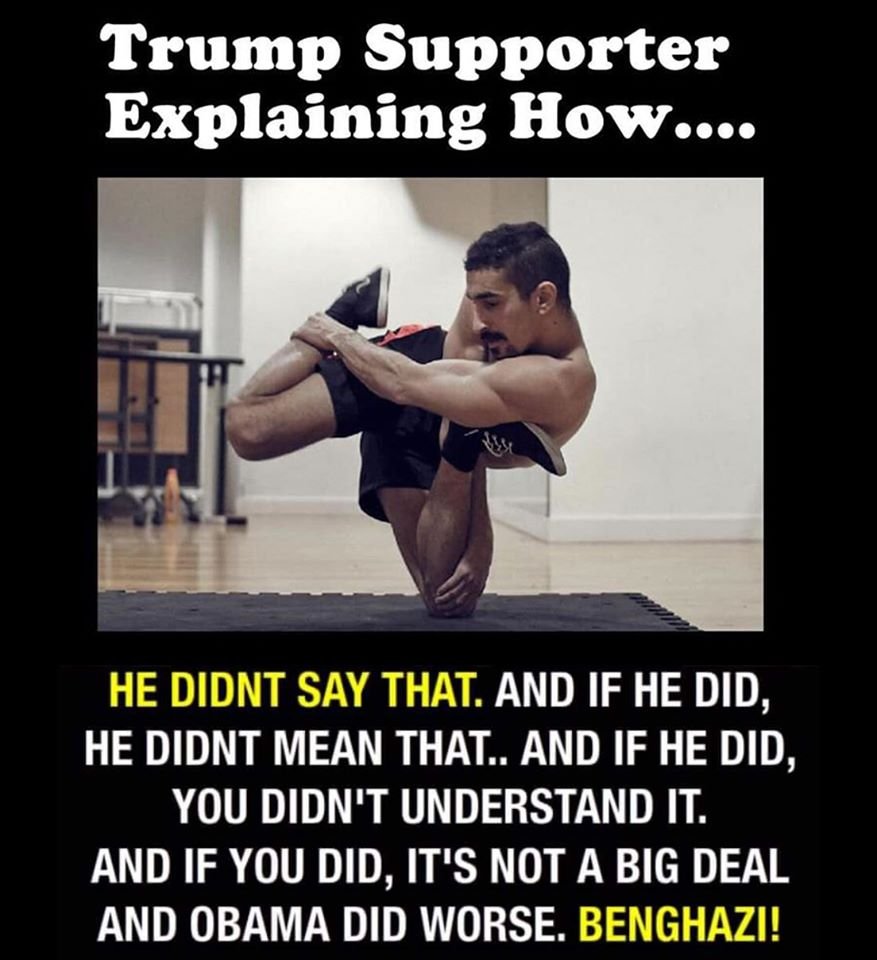 Trump Supporter
Explaining How....
HE DIDNT SAY THAT. AND IF HE DID,
HE DIDNT MEAN THAT.. AND IF HE DID,
YOU DIDN'T UNDERSTAND IT.
AND IF YOU DID, IT'S NOT A BIG DEAL
AND OBAMA DID WORSE. BENGHAZI!